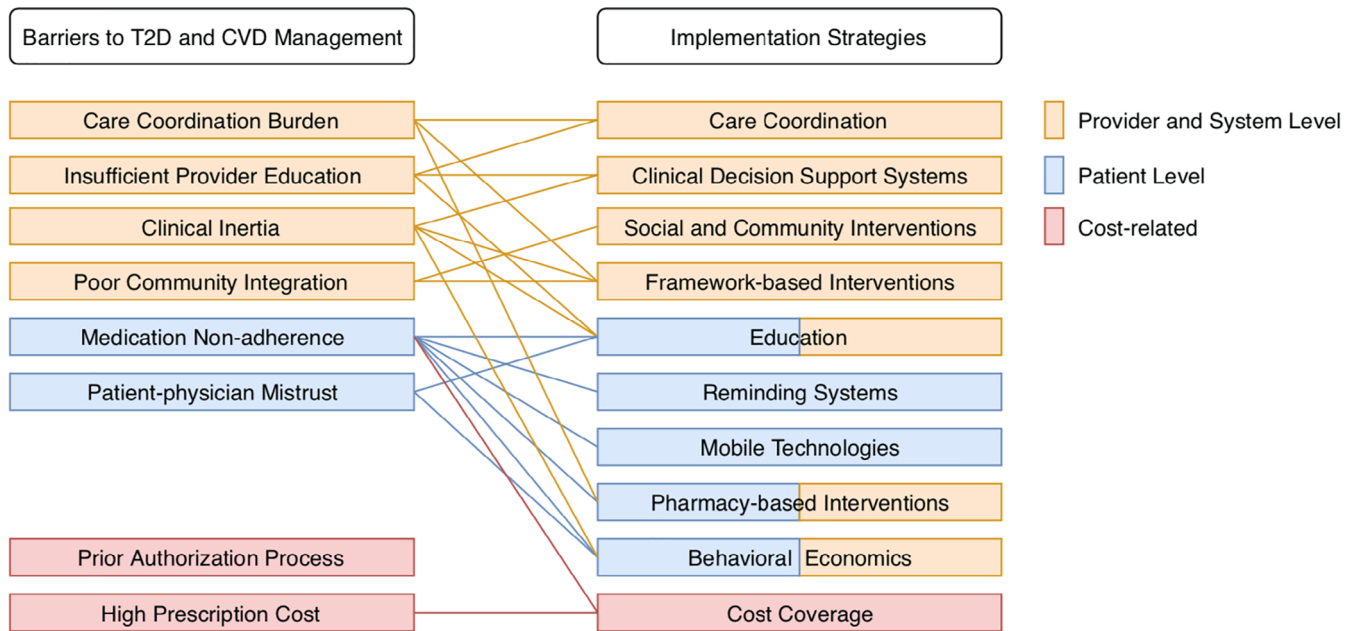 Barriers to T2D and CVD Management
Implementation Strategies
Care Coordination Burden
Care Coordination
Provider and System Level
Insufficient Provider Education
Clinical Decision Support Systems
Patient Level
Clinical Inertia
Social and Community Interventions
Cost-related
Poor Community Integration
Framework-based Interventions
Medication Non-adherence
Education
Patient-physician Mistrust
Reminding Systems
Mobile Technologies
Pharmacy-based Interventions
Prior Authorization Process
Behavioral Economics
High Prescription Cost
Cost Coverage